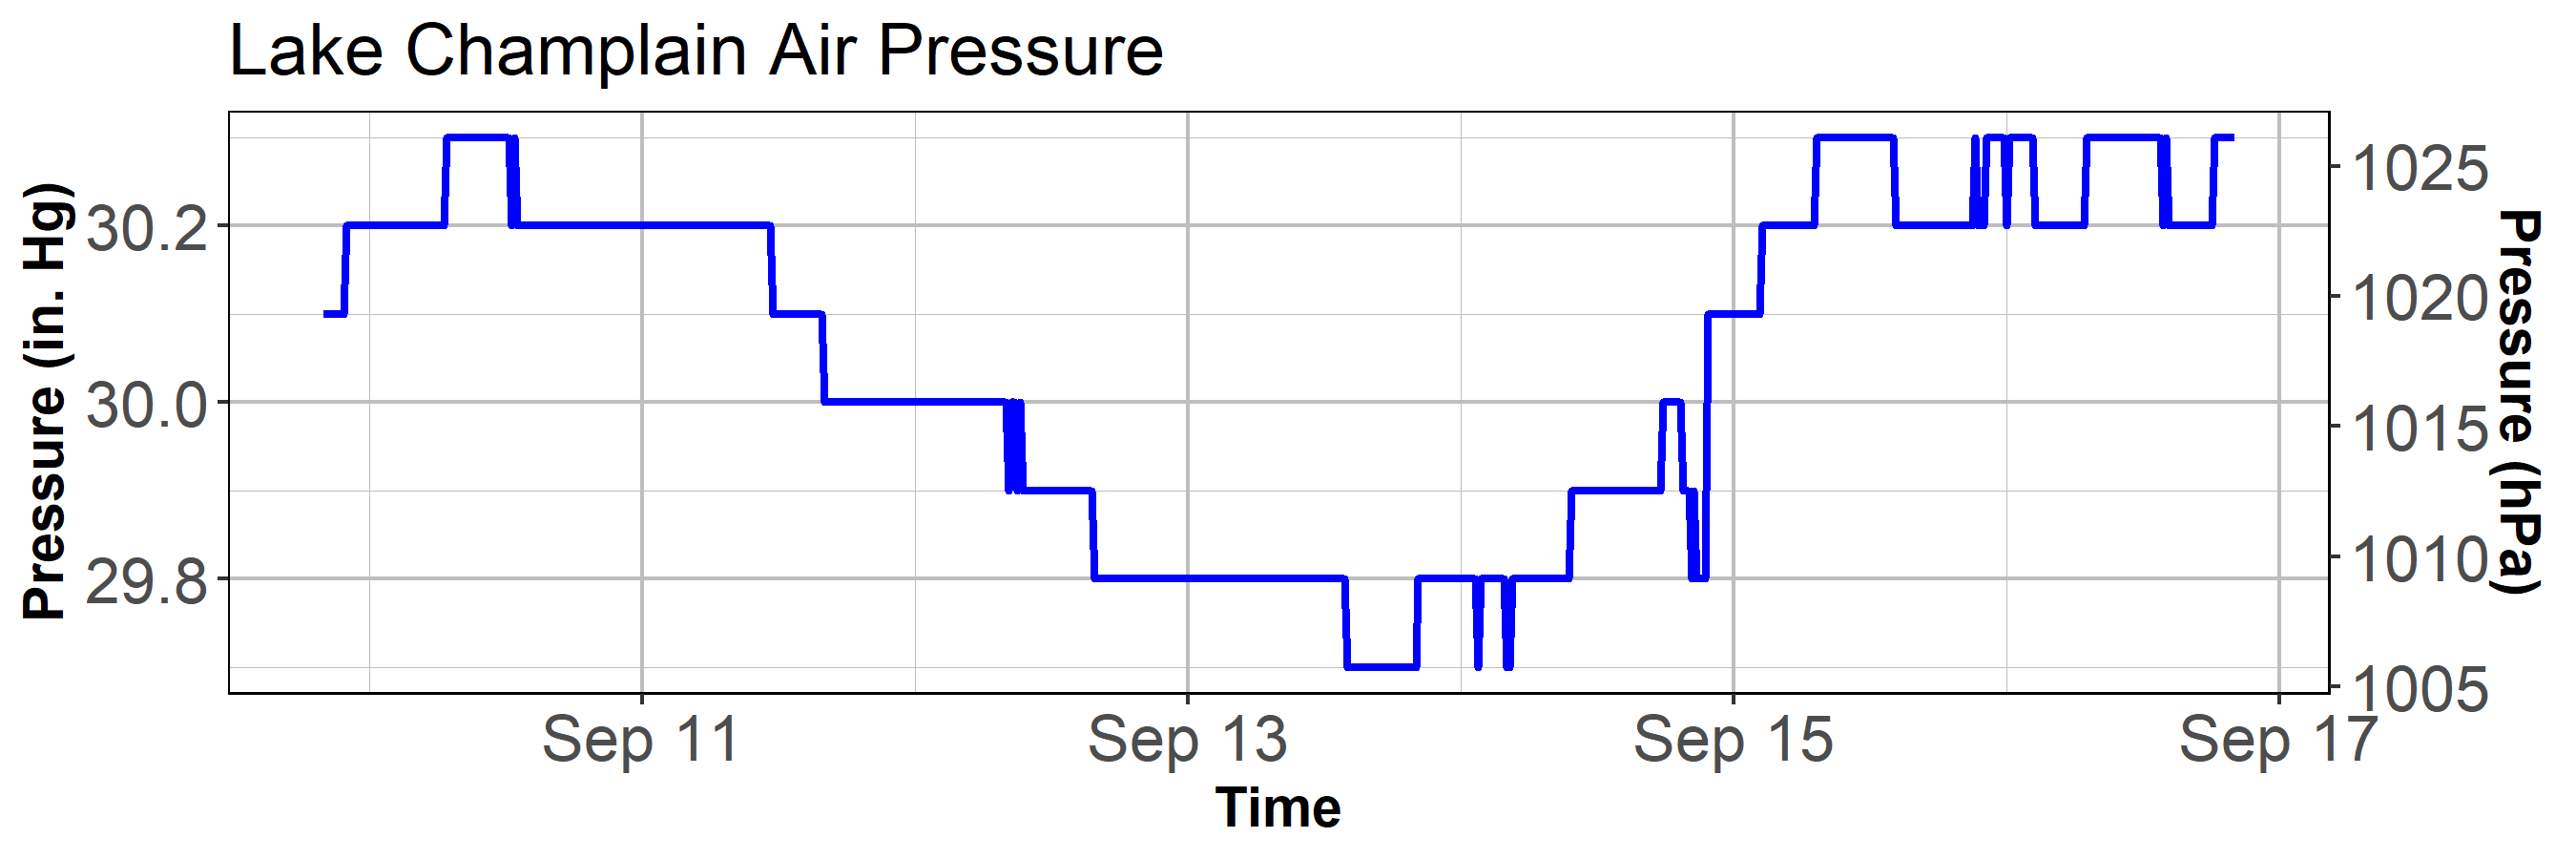 Lake Champlain Air Pressure
Pressure (in. Hg)
30.2
30.0
29.8
1025
1020
1015
1010
1005
Pressure (hPa)
Sep 11
Sep 13
Sep 15
Sep 17
Time